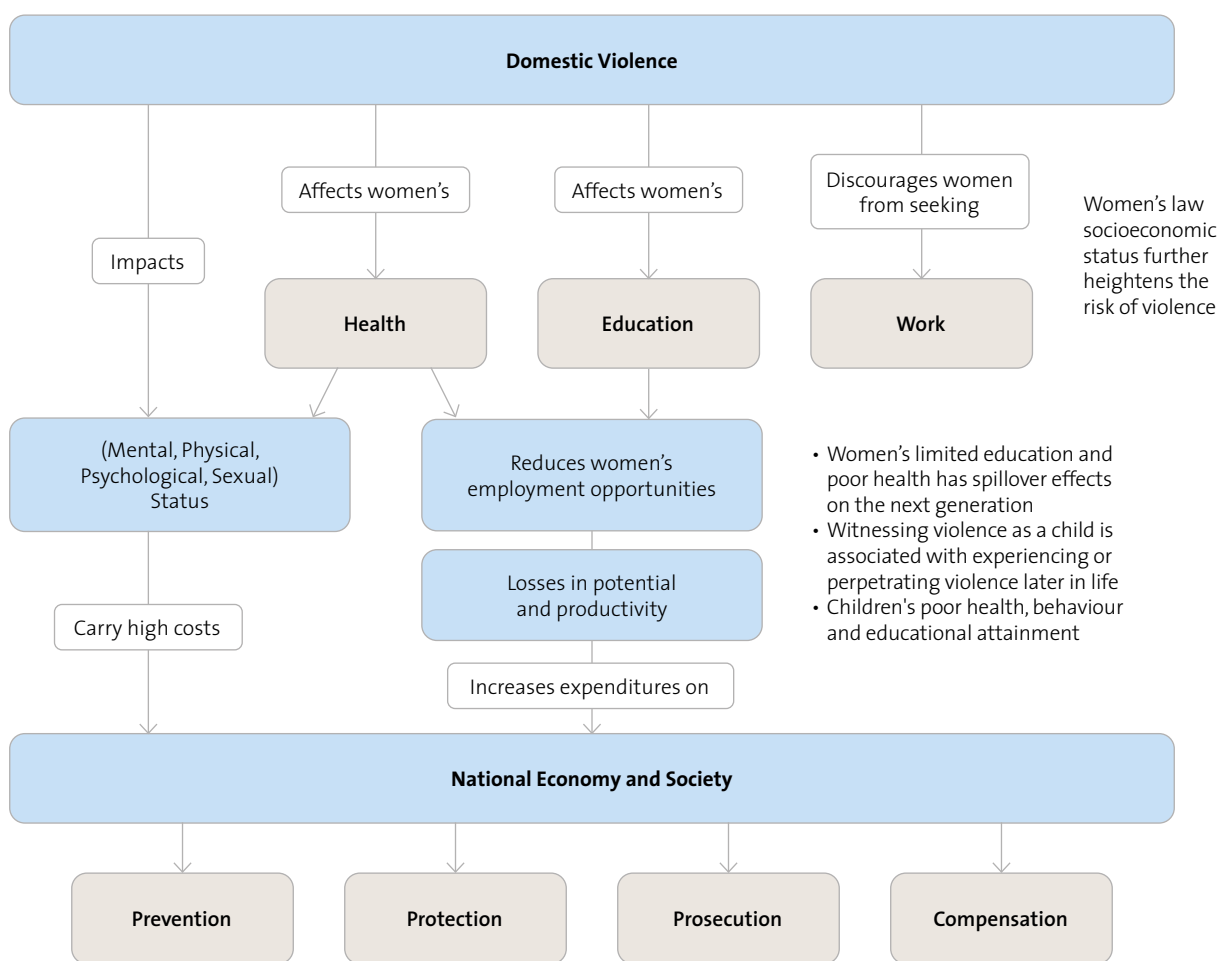 Domestic Violence
Affects women’s
Affects women’s
Discourages women
from seeking
Women’s law
socioeconomic
status further
heightens the
risk of violence
Impacts
Health
Education
Work
(Mental, Physical,
Psychological, Sexual)
Status
Reduces women’s
employment opportunities
• Women’s limited education and
poor health has spillover effects
on the next generation
• Witnessing violence as a child is
associated with experiencing or
perpetrating violence later in life
• Children's poor health, behaviour
and educational attainment
Losses in potential
and productivity
Carry high costs
Increases expenditures on
National Economy and Society
Prevention
Protection
Prosecution
Compensation